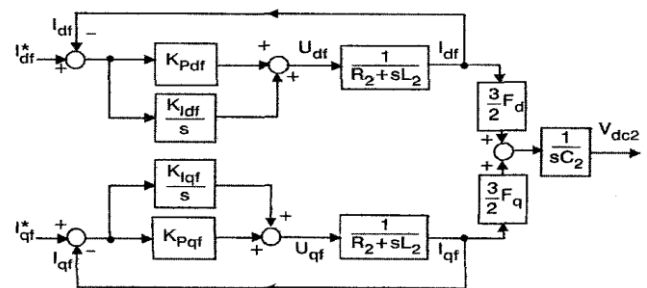 I_df −
I*_df + K_Pdf + + U_df 1/(R_2+sL_2) I_df
K_Idf/s
3/2 F_d
+ + 1/(sC_2) V_dc2
K_Iqf/s
3/2 F_q
I*_qf + − K_Pqf + + U_qf 1/(R_2+sL_2) I_qf
I_qf